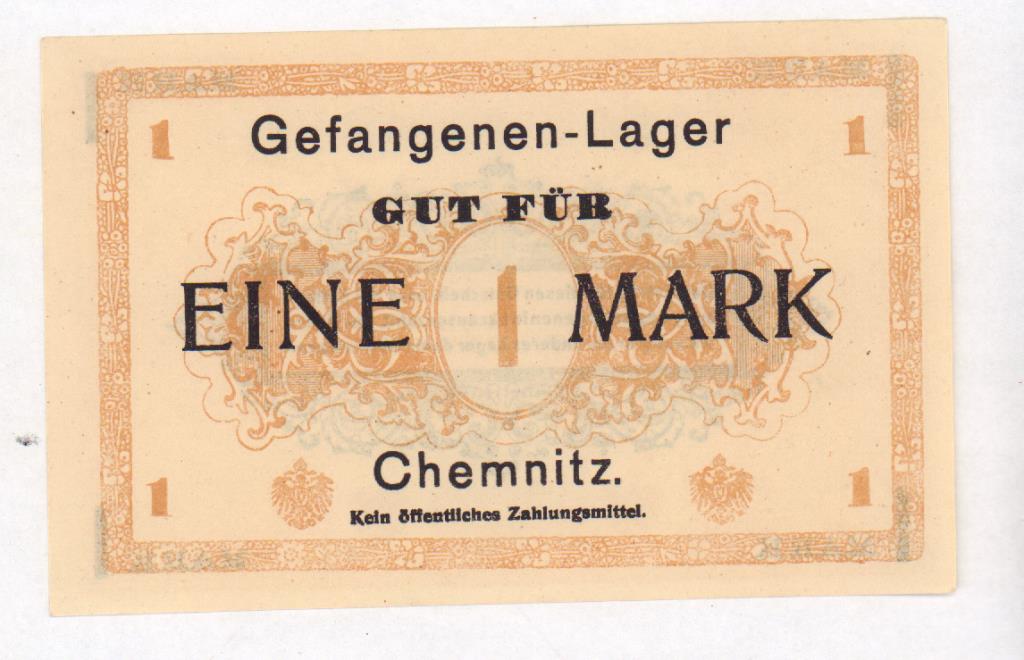 1 Gefangenen-Lager 1
GUT FÜR
EINE 1 MARK
Chemnitz.
1 Kein öffentliches Zahlungsmittel. 1